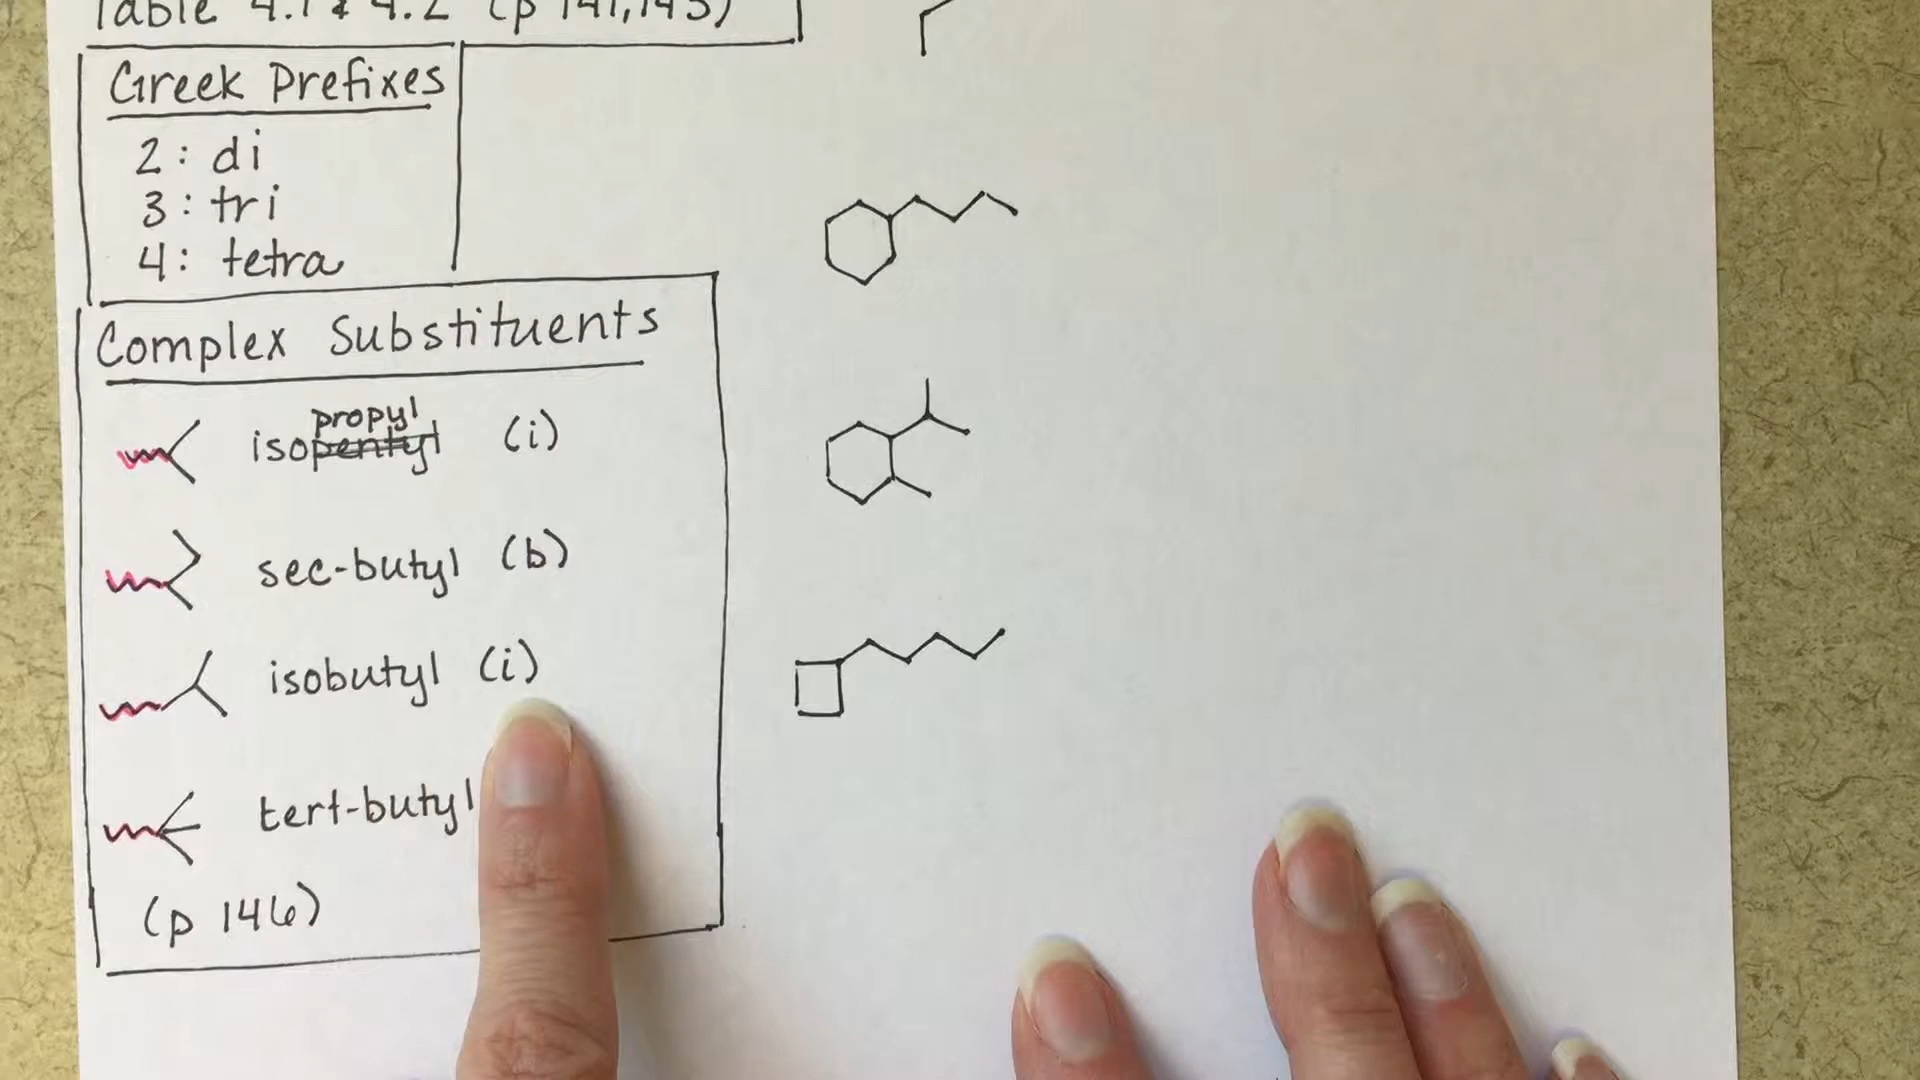 Table 4.1 & 4.2 (p 141, 145)
Greek Prefixes
2: di
3: tri
4: tetra
Complex Substituents
propyl
isopentyl (i)
sec-butyl (b)
isobutyl (i)
tert-butyl
(p 146)